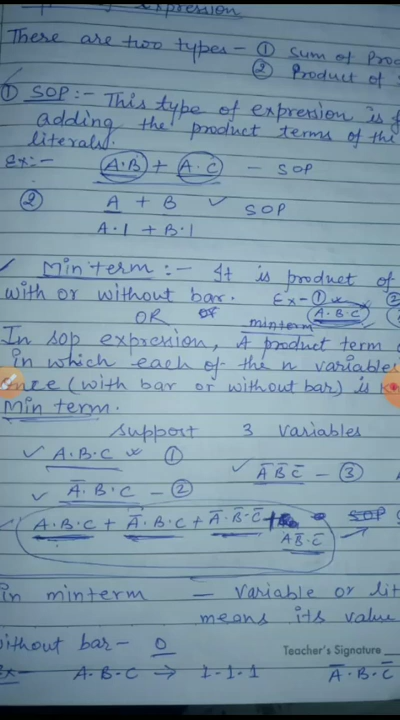 expression
There are two types - ① Sum of Prod
② Product of
① SOP :- This type of expression is f
adding the product terms of the
literals.
Ex:- A·B + A·C - SOP
② A + B ✓ SOP
A·1 + B·1
✓ Min term :- It is product of
with or without bar. Ex - ①
A·B·C
OR
minterm
In sop expression, A product term
in which each of the n variables
(with bar or without bar) is
Min term.
support 3 variables
✓ A·B·C ①
✓ A̅ B̅ C̅ - ③
✓ A̅·B·C - ②
A·B·C + A̅·B·C + A̅·B̅·C̅ +
AB̅·C̅
in minterm - Variable or lit
means its value
without bar - 0
Teacher's Signature
Ex- A·B·C → 1·1·1 A̅·B·C̅